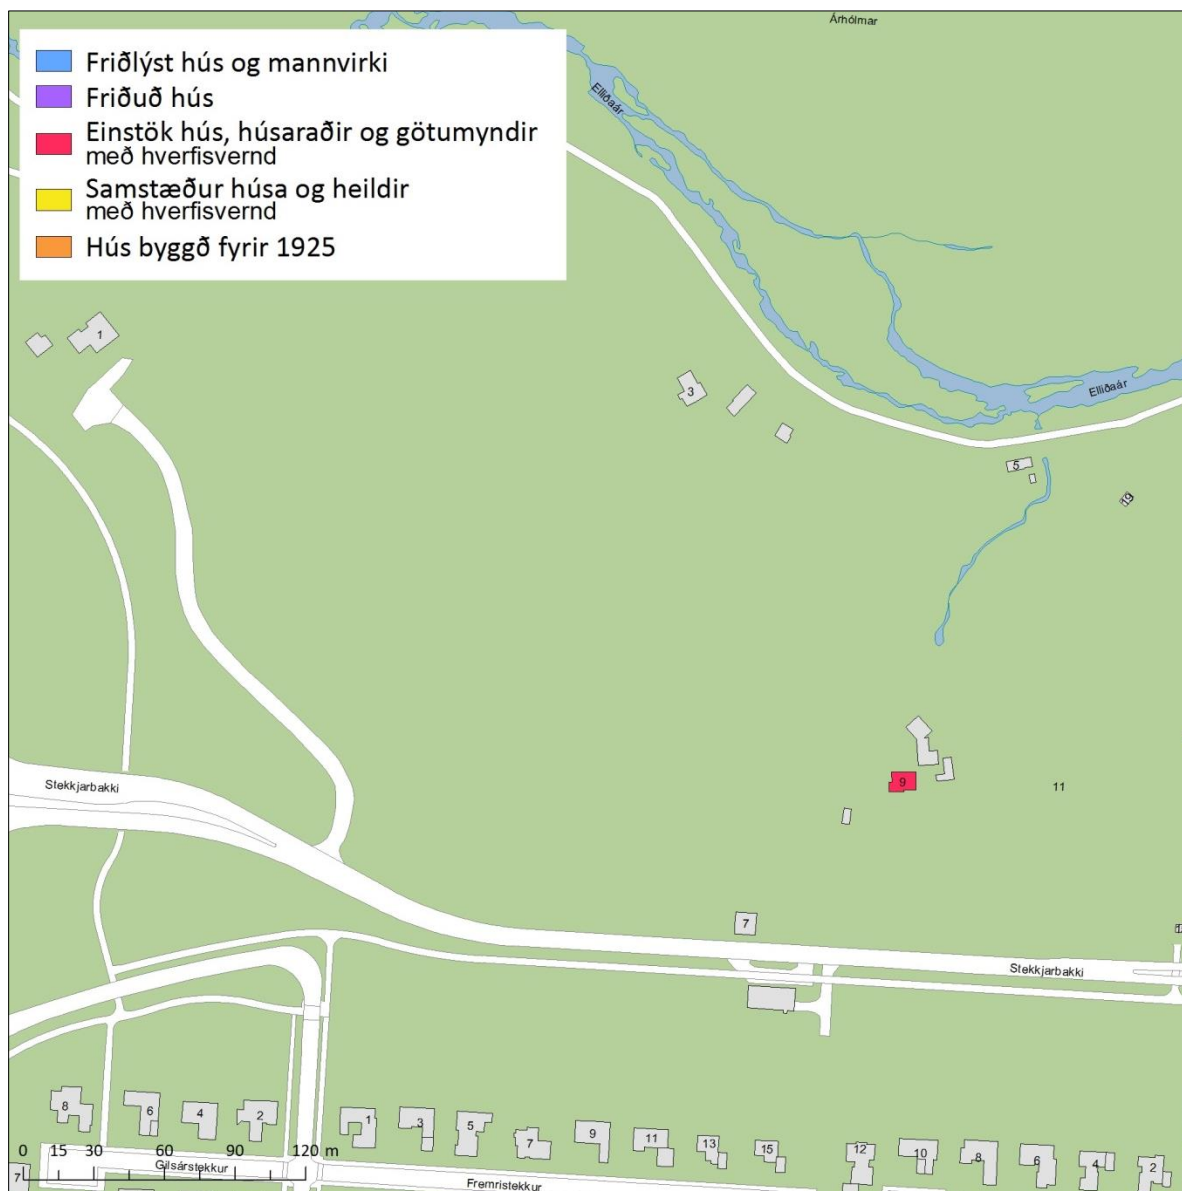 Árhólmar
Friðlýst hús og mannvirki
Friðuð hús
Einstök hús, húsaraðir og götumyndir
með hverfisvernd
Samstæður húsa og heildir
með hverfisvernd
Hús byggð fyrir 1925
Elliðaár
1
3
Elliðaár
5
19
Stekkjarbakki
9
11
7
Stekkjarbakki
8
6
4
2
1
3
5
7
9
11
13
15
12
10
8
6
4
2
0 15 30 60 90 120 m
Gilsárstekkur
7
Fremristekkur